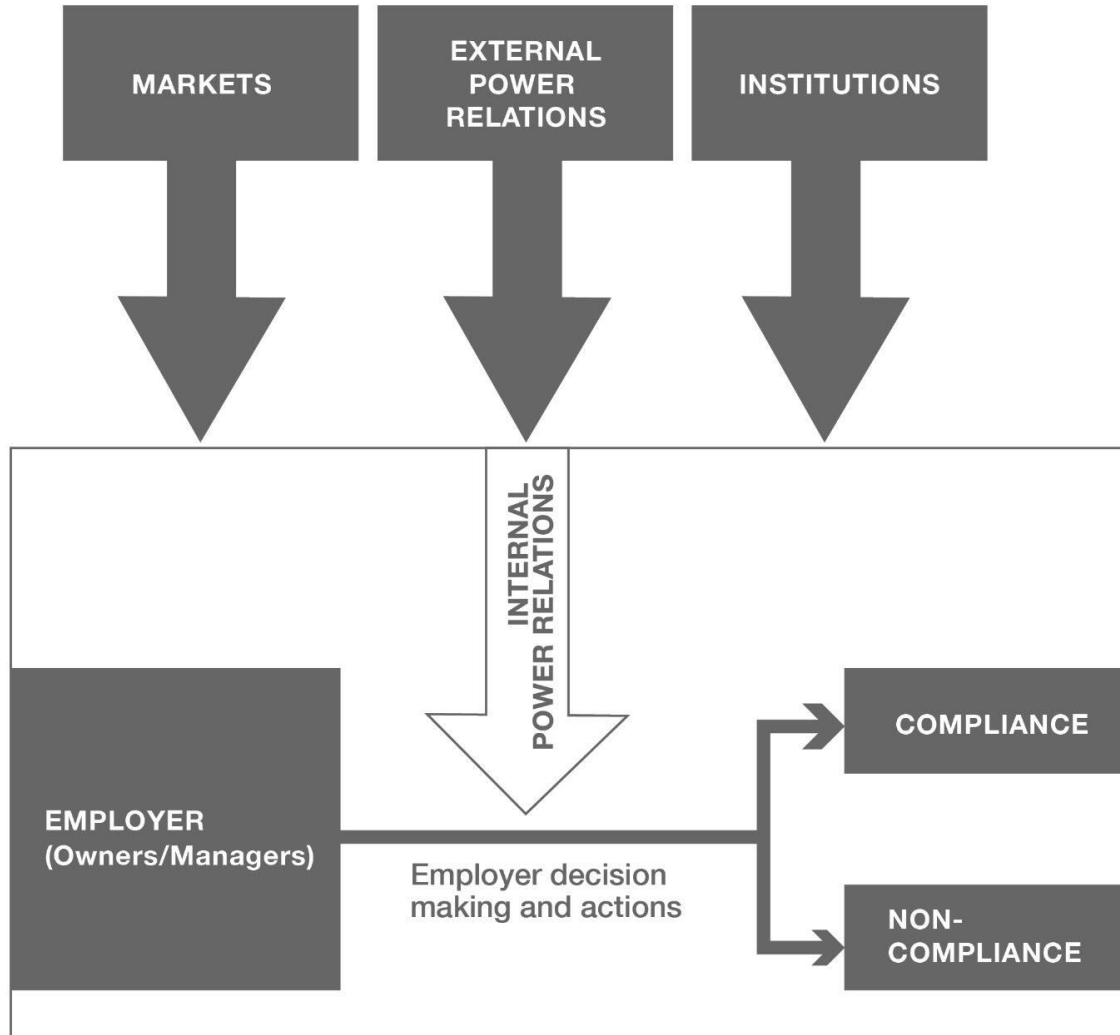 MARKETS
EXTERNAL
POWER
RELATIONS
INSTITUTIONS
INTERNAL
POWER RELATIONS
EMPLOYER
(Owners/Managers)
Employer decision
making and actions
COMPLIANCE
NON-
COMPLIANCE